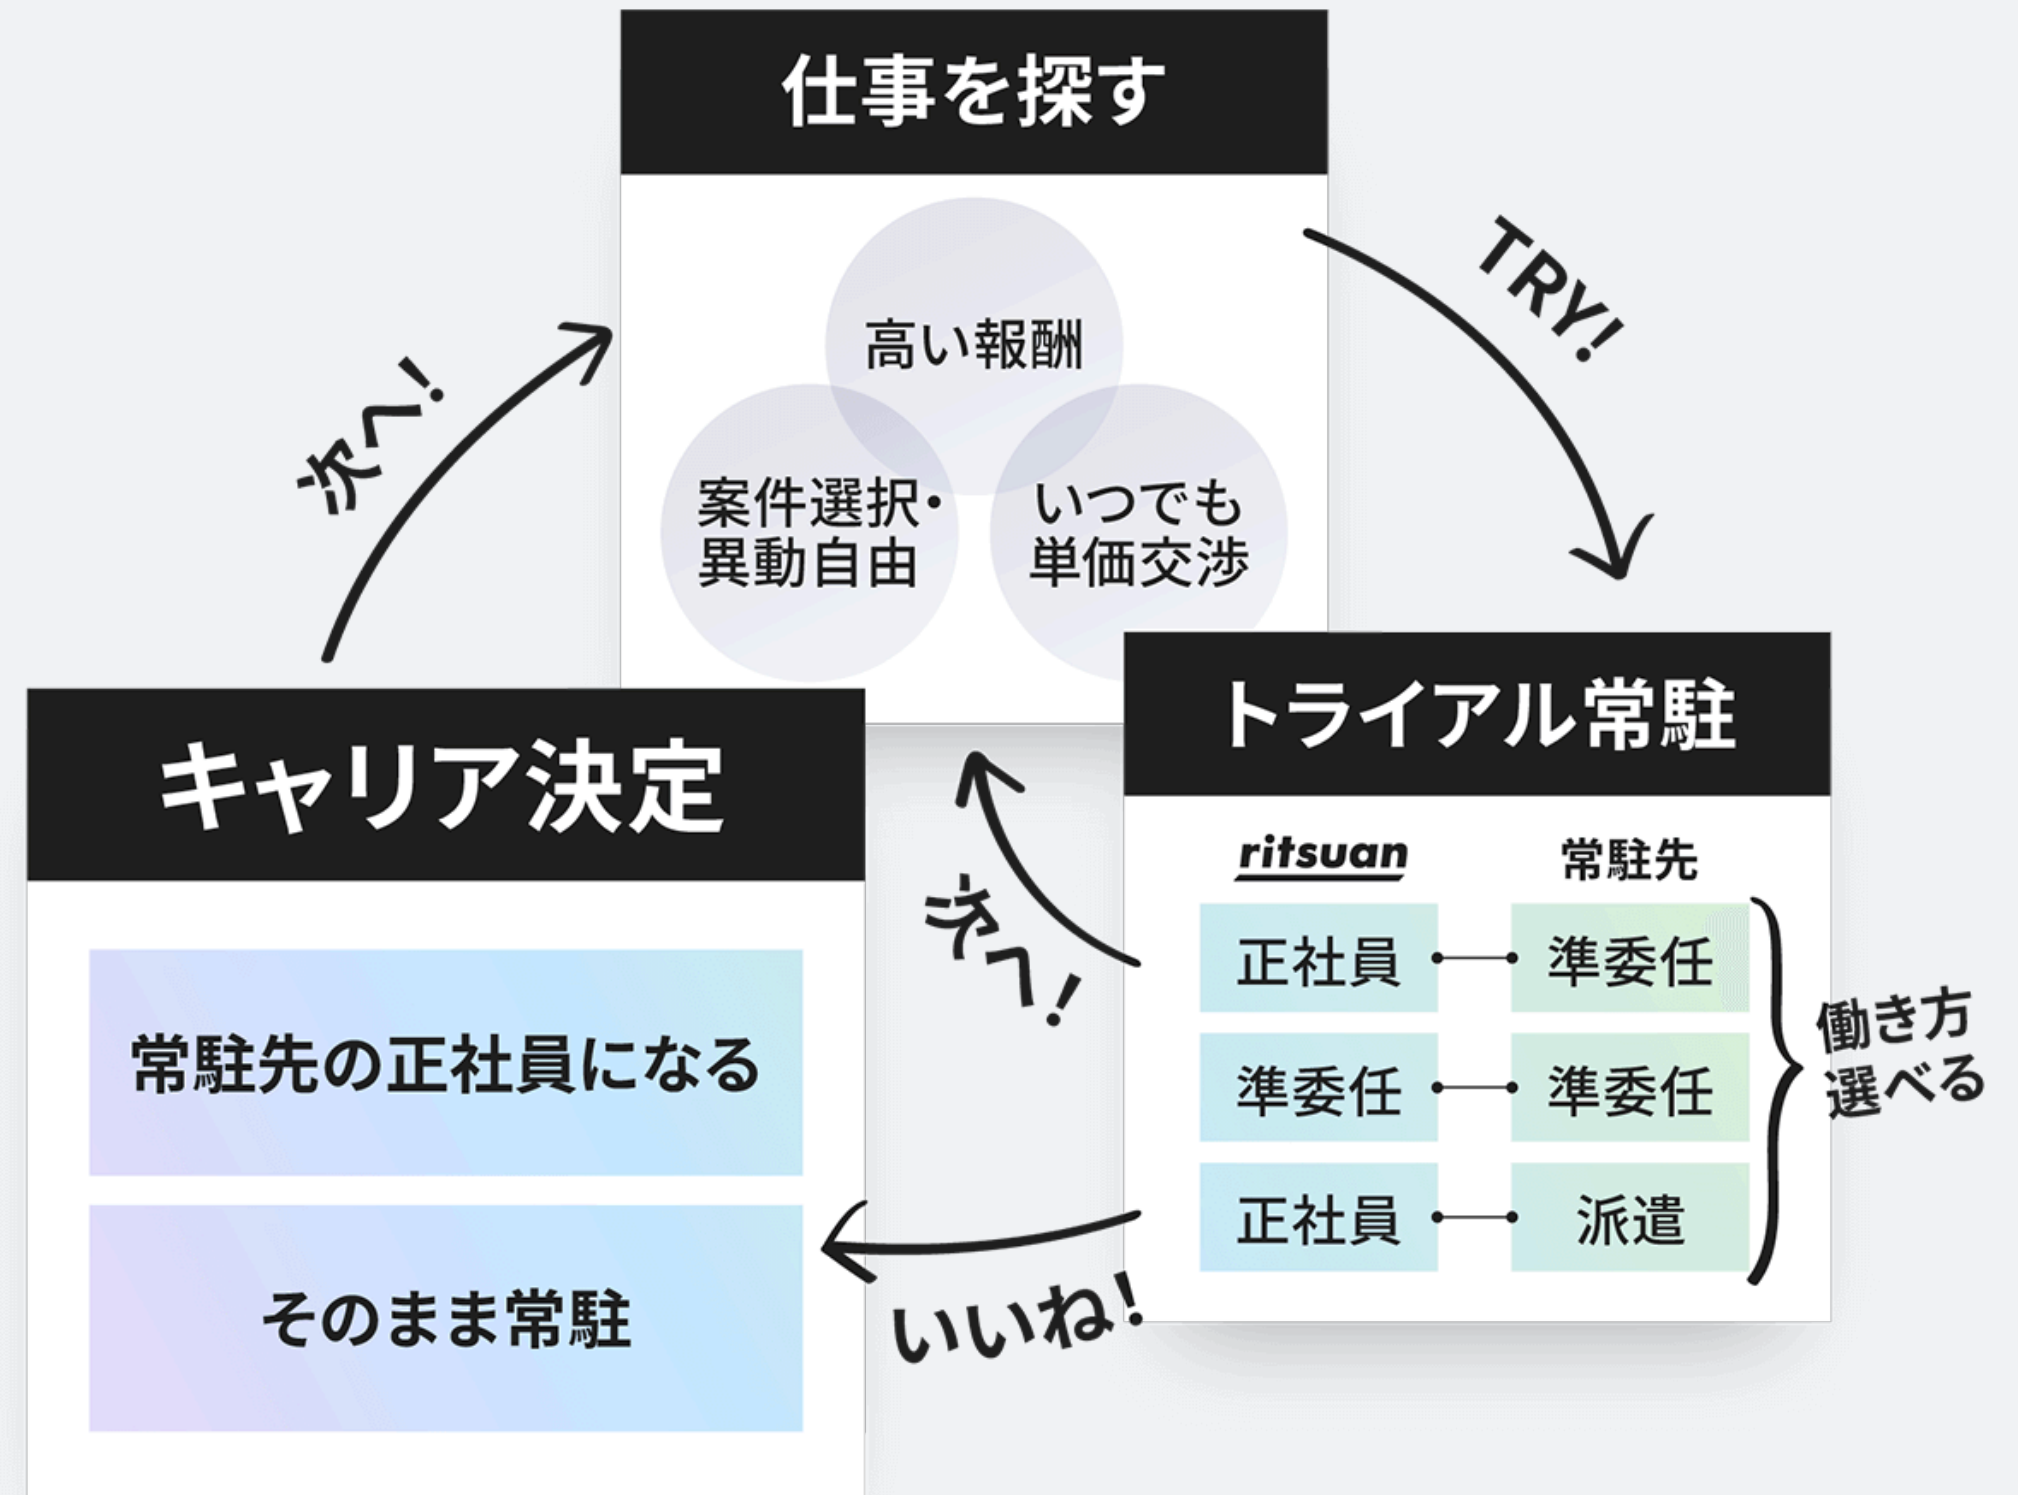 仕事を探す
高い報酬
案件選択・
異動自由
いつでも
単価交渉
TRY!
次へ!
トライアル常駐
ritsuan
常駐先
正社員
準委任
準委任
準委任
正社員
派遣
働き方
選べる
次へ!
いいね!
キャリア決定
常駐先の正社員になる
そのまま常駐